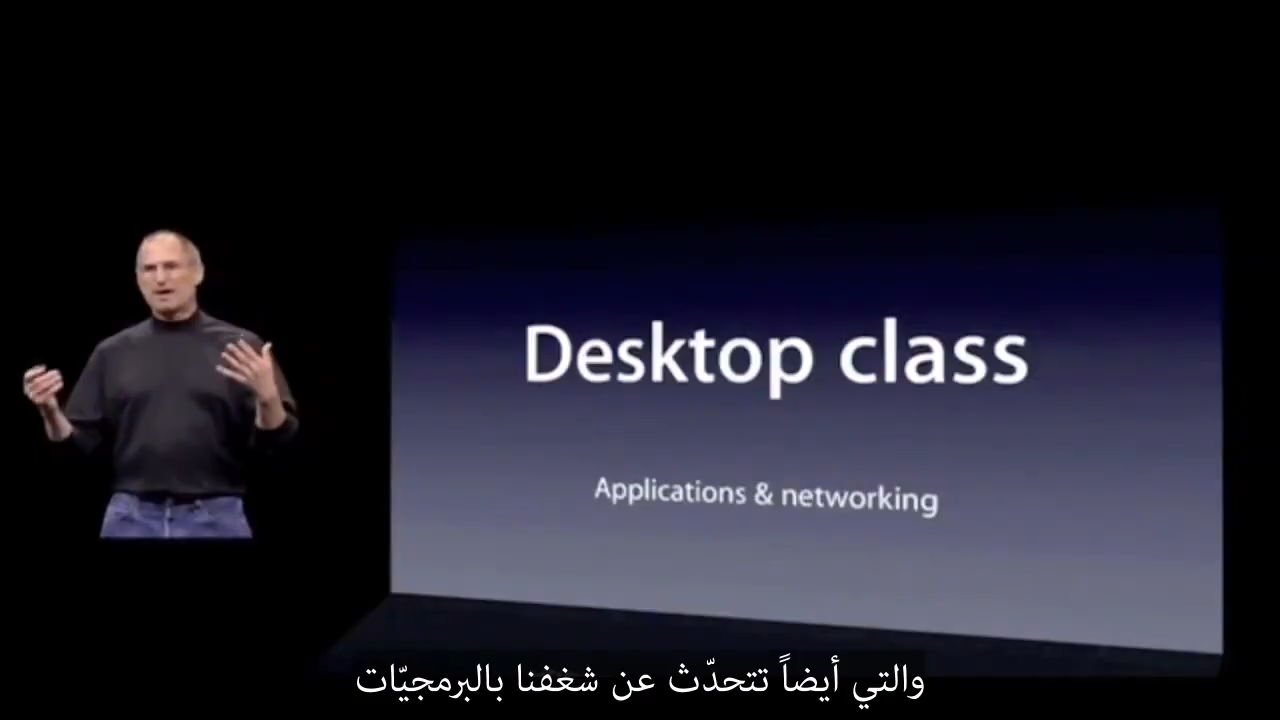 Desktop class
Applications & networking
والتي أيضاً تتحدّث عن شغفنا بالبرمجيّات